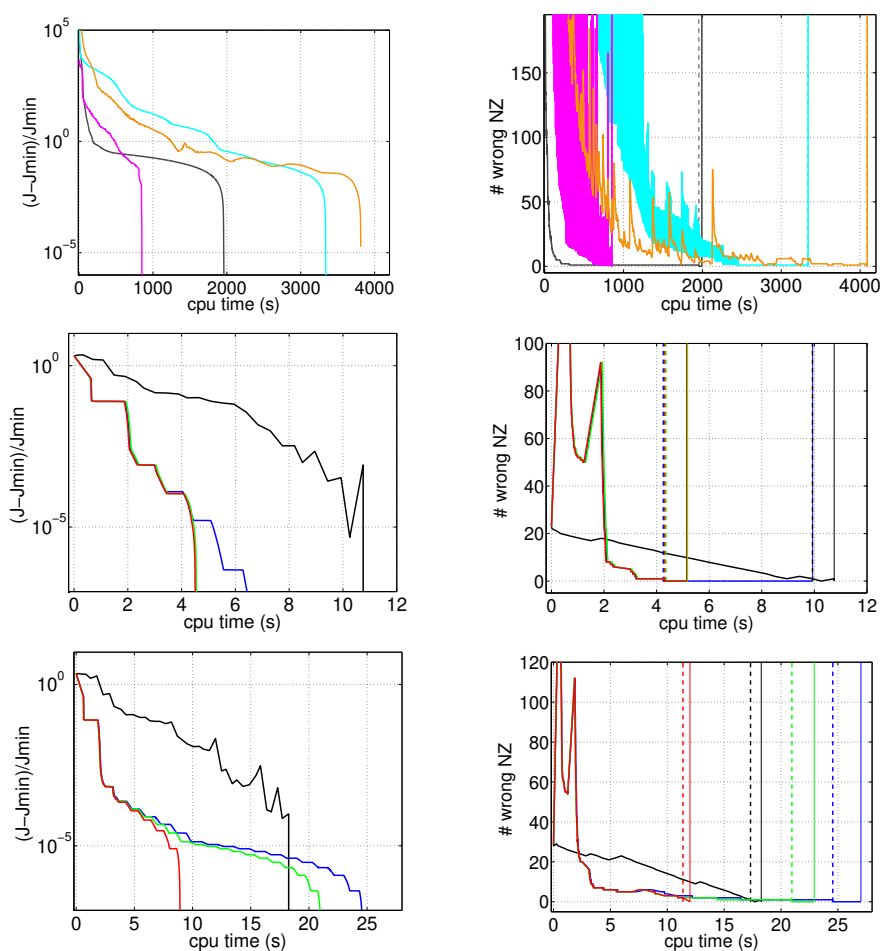 10^5
10^0
10^-5
(J-Jmin)/Jmin
0 1000 2000 3000 4000
cpu time (s)
150
100
50
0
# wrong NZ
0 1000 2000 3000 4000
cpu time (s)
10^0
10^-5
(J-Jmin)/Jmin
0 2 4 6 8 10 12
cpu time (s)
100
80
60
40
20
0
# wrong NZ
0 2 4 6 8 10 12
cpu time (s)
10^0
10^-5
(J-Jmin)/Jmin
0 5 10 15 20 25
cpu time (s)
120
100
80
60
40
20
0
# wrong NZ
0 5 10 15 20 25
cpu time (s)